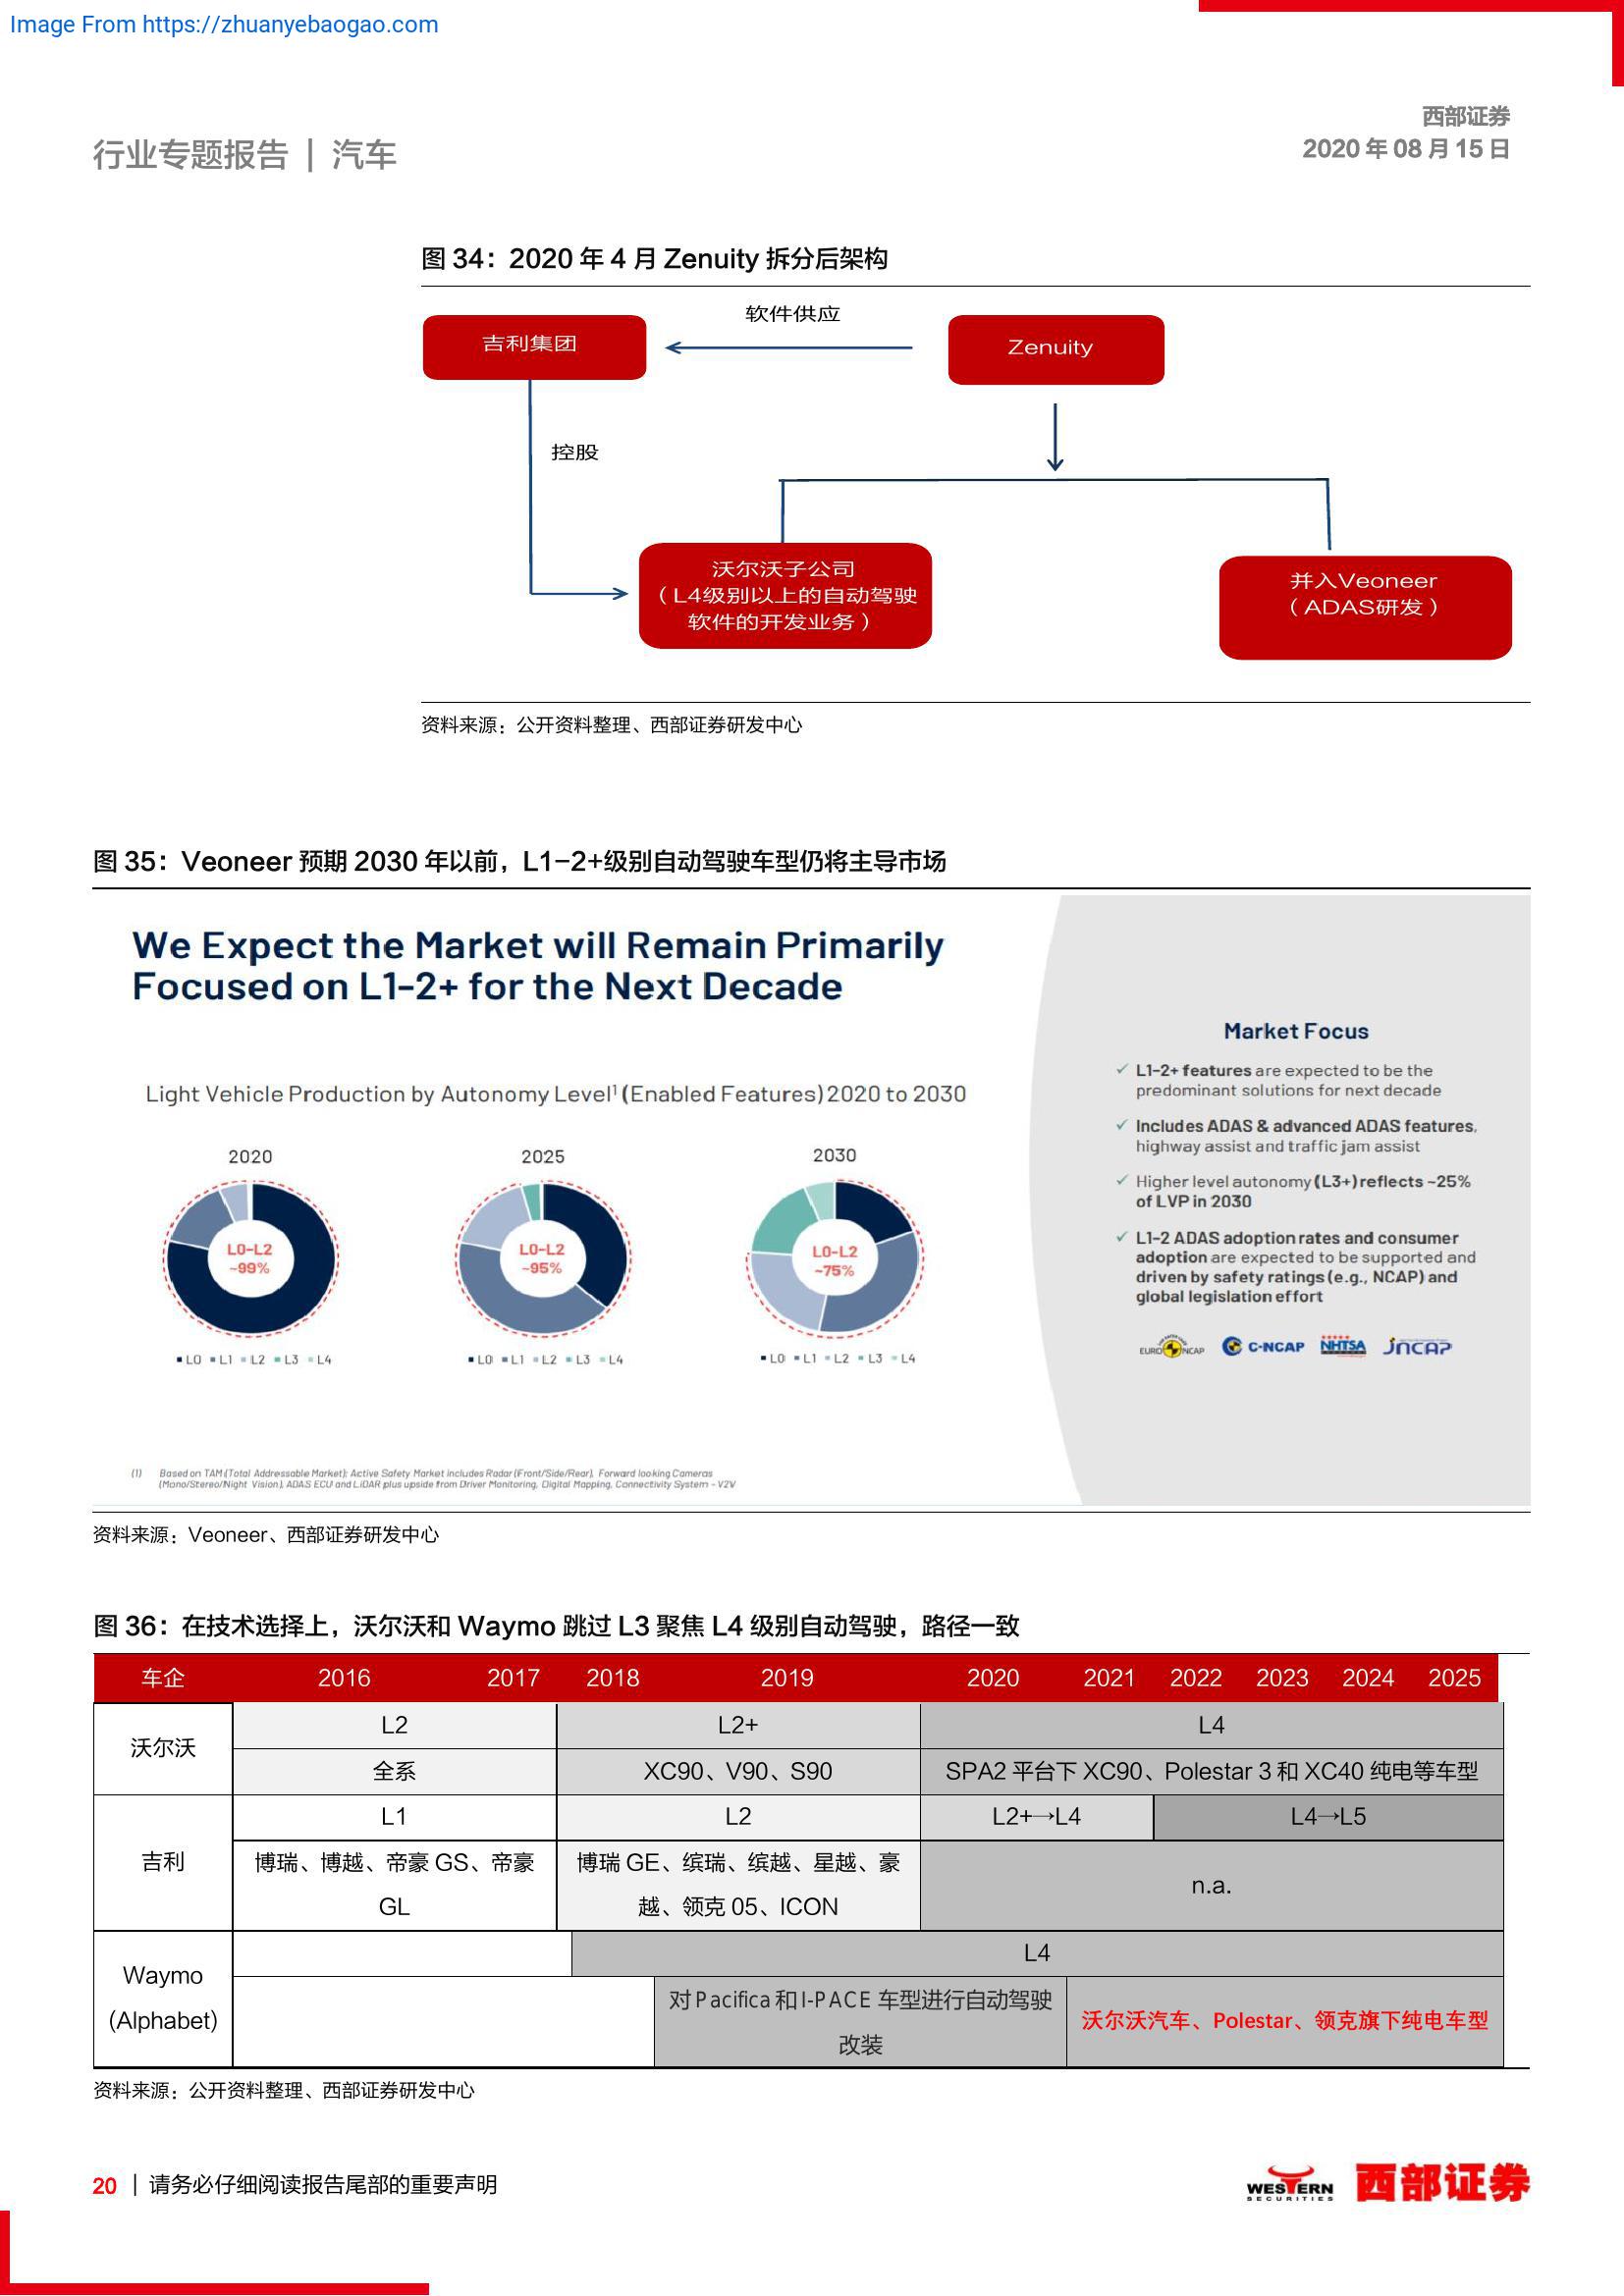 Image From https://zhuanyebaogao.com
西部证券
行业专题报告 | 汽车
2020 年 08 月 15 日
图 34：2020 年 4 月 Zenuity 拆分后架构
软件供应
吉利集团
Zenuity
控股
沃尔沃子公司
（L4级别以上的自动驾驶
软件的开发业务）
并入Veoneer
（ADAS研发）
资料来源：公开资料整理、西部证券研发中心
图 35：Veoneer 预期 2030 年以前，L1-2+级别自动驾驶车型仍将主导市场
We Expect the Market will Remain Primarily
Focused on L1-2+ for the Next Decade
Light Vehicle Production by Autonomy Level¹ (Enabled Features) 2020 to 2030
2020
2025
2030
L0-L2
~99%
L0-L2
~95%
L0-L2
~75%
L0 L1 L2 L3 L4
L0 L1 L2 L3 L4
L0 L1 L2 L3 L4
Market Focus
✓ L1-2+ features are expected to be the
predominant solutions for next decade
✓ Includes ADAS & advanced ADAS features,
highway assist and traffic jam assist
✓ Higher level autonomy (L3+) reflects ~25%
of LVP in 2030
✓ L1-2 ADAS adoption rates and consumer
adoption are expected to be supported and
driven by safety ratings (e.g., NCAP) and
global legislation effort
EURO NCAP
C-NCAP
NHTSA
JNCAP
(1) Based on TAM (Total Addressable Market); Active Safety Market includes Radar (Front/Side/Rear), Forward looking Cameras
(Mono/Stereo/Night Vision), ADAS ECU and LiDAR plus upside from Driver Monitoring, Digital Mapping, Connectivity System - V2V
资料来源：Veoneer、西部证券研发中心
图 36：在技术选择上，沃尔沃和 Waymo 跳过 L3 聚焦 L4 级别自动驾驶，路径一致
车企 2016 2017 2018 2019 2020 2021 2022 2023 2024 2025
沃尔沃
L2 L2+ L4
全系 XC90、V90、S90 SPA2 平台下 XC90、Polestar 3 和 XC40 纯电等车型
吉利
L1 L2 L2+→L4 L4→L5
博瑞、博越、帝豪 GS、帝豪
GL
博瑞 GE、缤瑞、缤越、星越、豪
越、领克 05、ICON
n.a.
Waymo
(Alphabet)
L4
对 Pacifica 和 I-PACE 车型进行自动驾驶
改装
沃尔沃汽车、Polestar、领克旗下纯电车型
资料来源：公开资料整理、西部证券研发中心
20 | 请务必仔细阅读报告尾部的重要声明
WESTERN
SECURITIES
西部证券